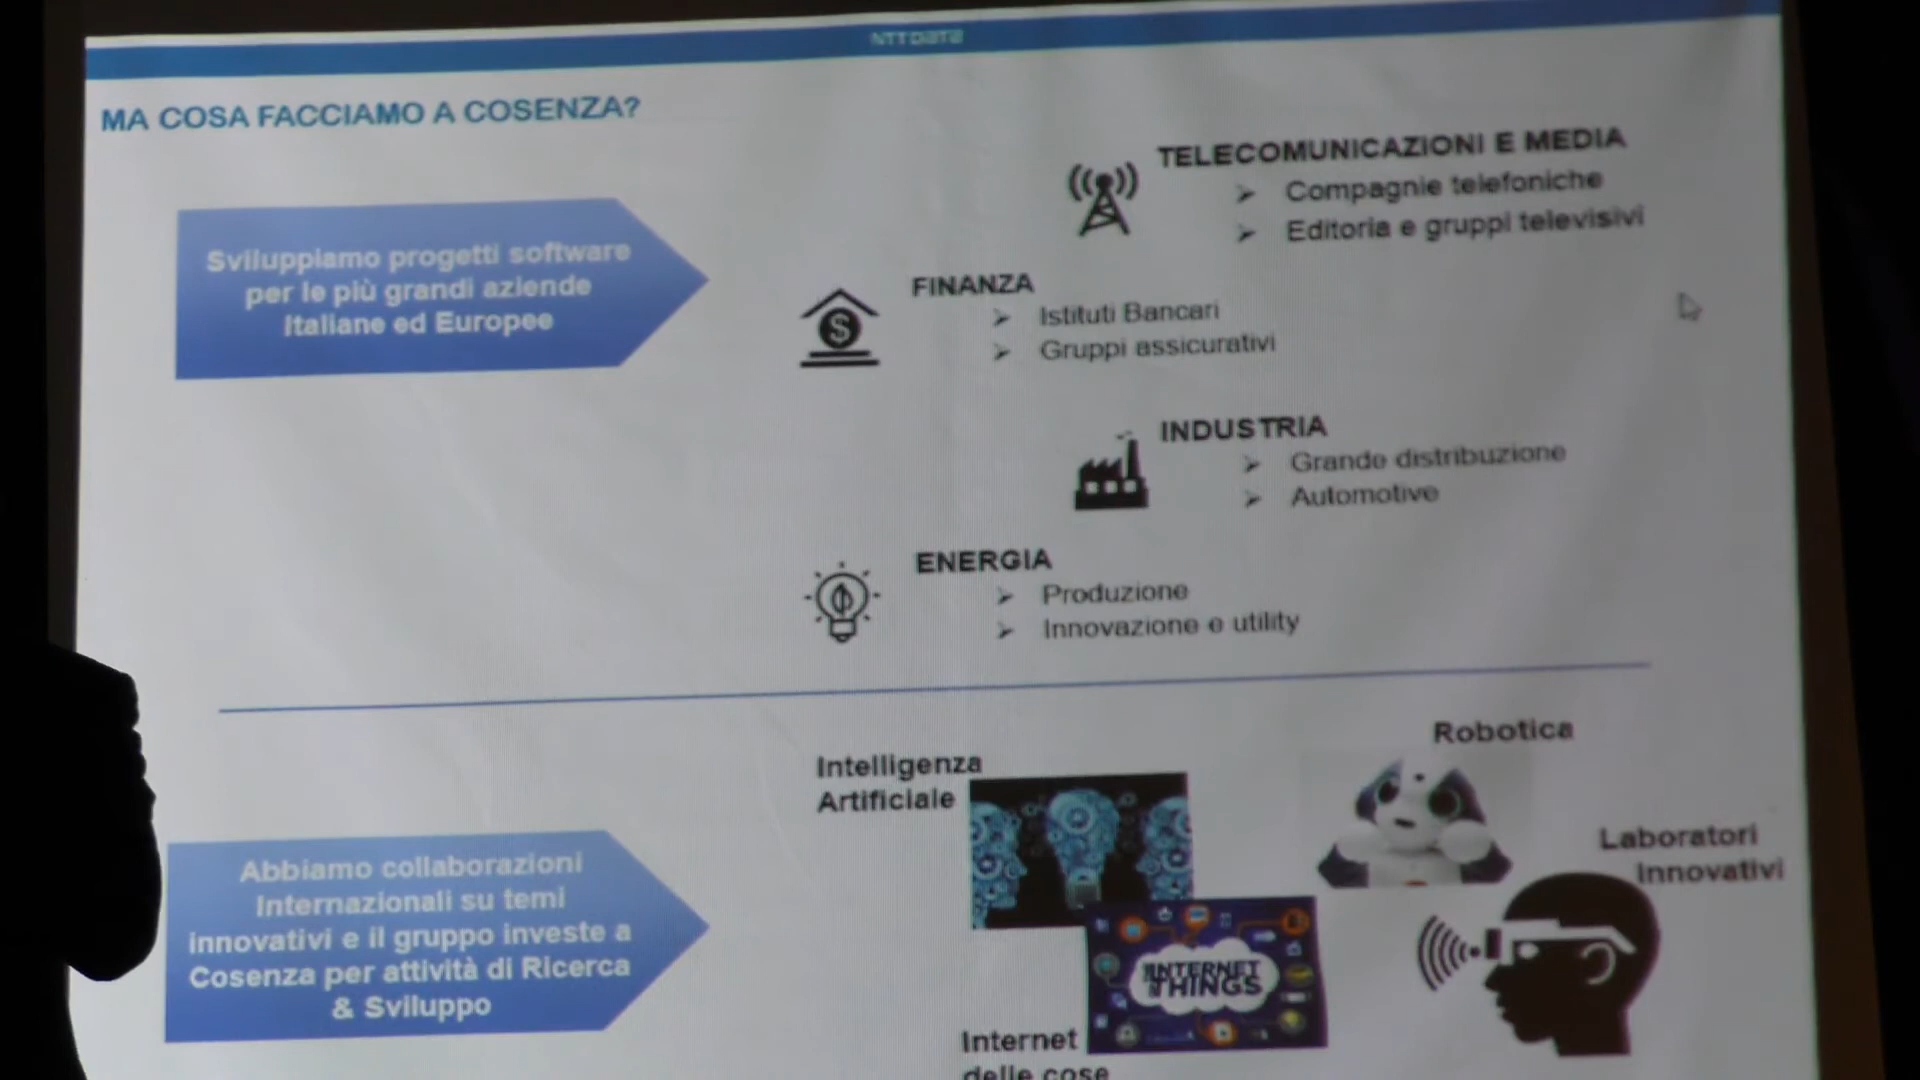 NTT DATA
MA COSA FACCIAMO A COSENZA?
Sviluppiamo progetti software
per le più grandi aziende
Italiane ed Europee
TELECOMUNICAZIONI E MEDIA
Compagnie telefoniche
Editoria e gruppi televisivi
FINANZA
Istituti Bancari
Gruppi assicurativi
INDUSTRIA
Grande distribuzione
Automotive
ENERGIA
Produzione
Innovazione e utility
Abbiamo collaborazioni
Internazionali su temi
innovativi e il gruppo investe a
Cosenza per attività di Ricerca
& Sviluppo
Intelligenza
Artificiale
Robotica
Laboratori
Innovativi
INTERNET
THINGS
Internet
delle cose